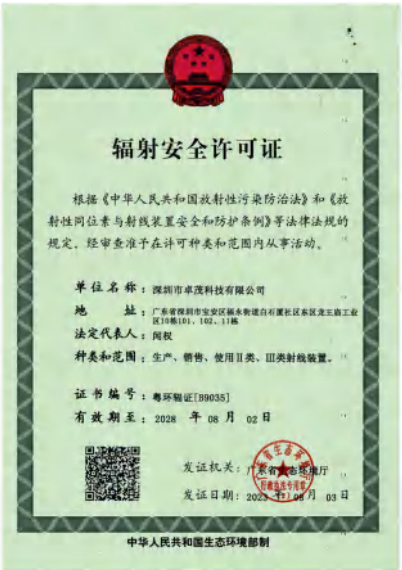 辐射安全许可证
根据《中华人民共和国放射性污染防治法》和《放
射性同位素与射线装置安全和防护条例》等法律法规的
规定，经审查准予在许可种类和范围内从事活动。
单位名称：深圳市卓茂科技有限公司
地 址：广东省深圳市宝安区福永街道白石厦社区东区龙王庙工业
区10栋101，102，11栋
法定代表人：闻权
种类和范围：生产、销售、使用Ⅱ类、Ⅲ类射线装置。
证书编号：粤环辐证[B9035]
有效期至：2028 年 08 月 02 日
发证机关：广东省生态环境厅
发证日期：2023 年 08 月 03 日
中华人民共和国生态环境部制